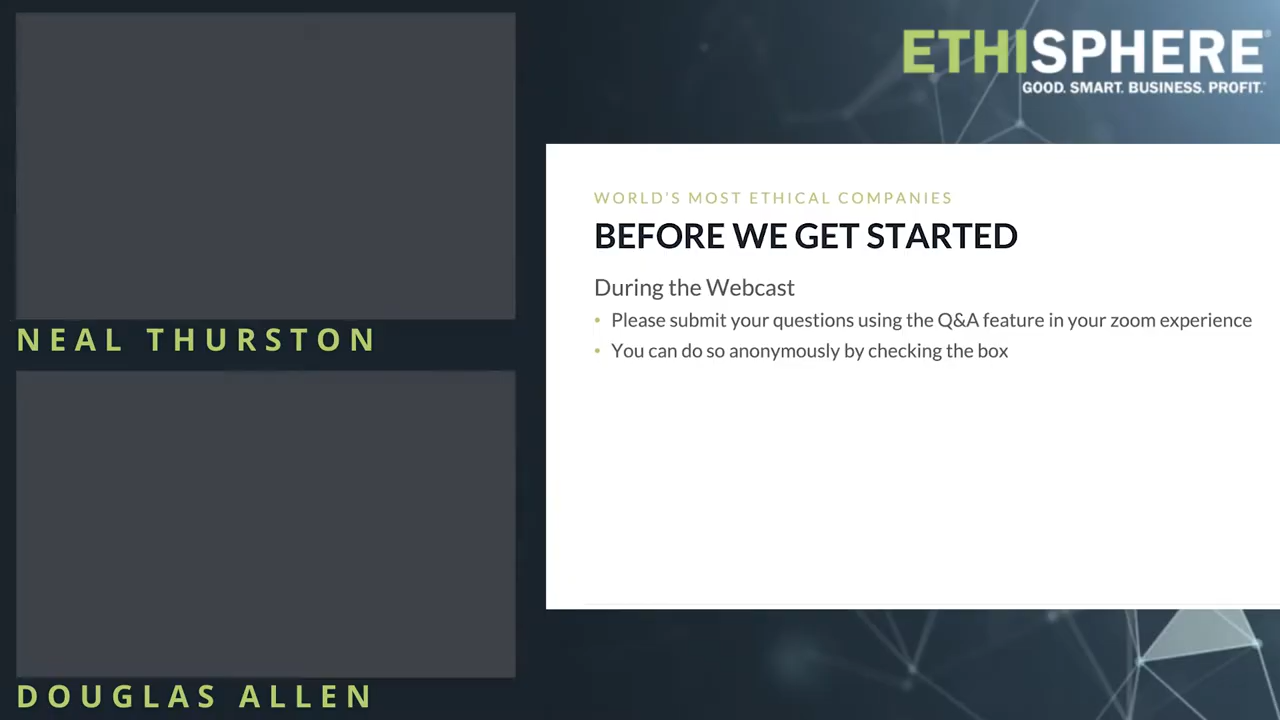 ETHISPHERE®
GOOD. SMART. BUSINESS. PROFIT.®
NEAL THURSTON
DOUGLAS ALLEN
WORLD'S MOST ETHICAL COMPANIES
BEFORE WE GET STARTED
During the Webcast
• Please submit your questions using the Q&A feature in your zoom experience
• You can do so anonymously by checking the box